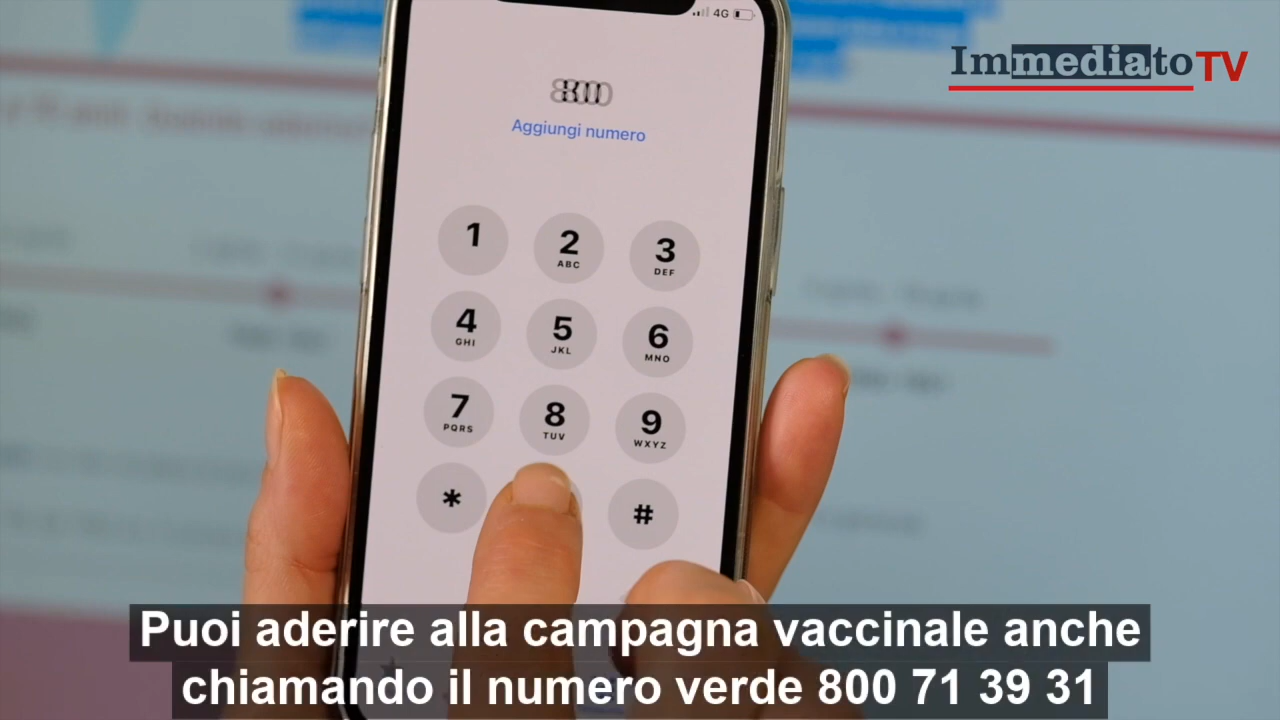 4G
ImmediatoTV
800
Aggiungi numero
1
2
3
ABC
DEF
4
5
6
GHI
JKL
MNO
7
8
9
PQRS
TUV
WXYZ
*
#
Puoi aderire alla campagna vaccinale anche
chiamando il numero verde 800 71 39 31